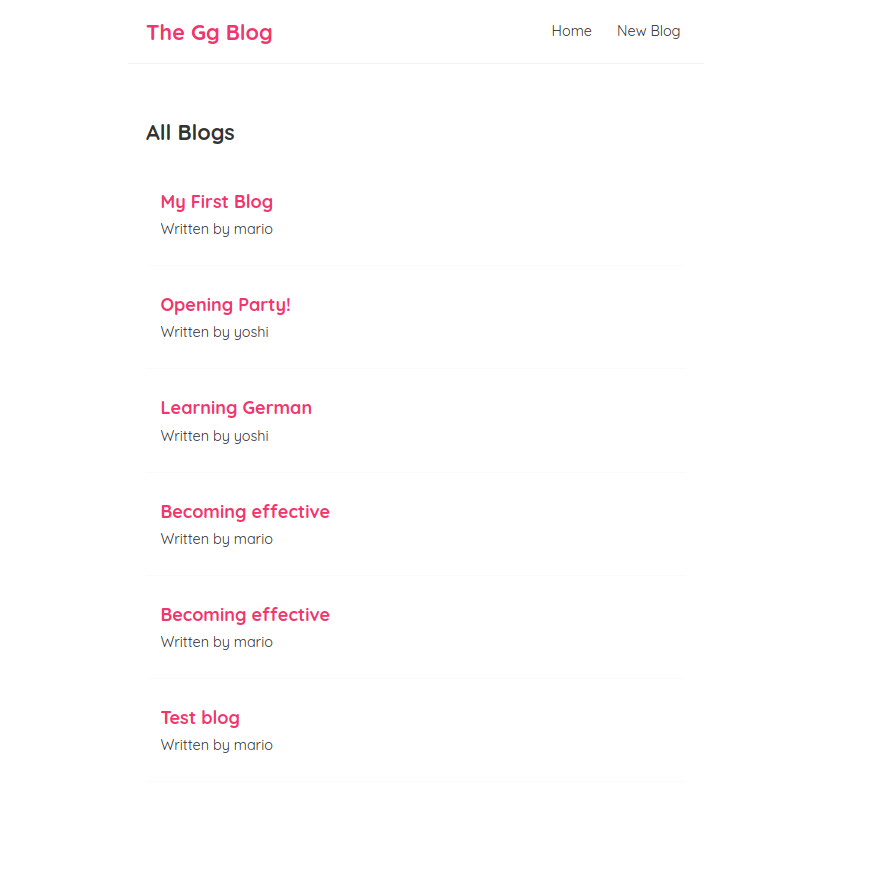 The Gg Blog
Home New Blog
All Blogs
My First Blog
Written by mario
Opening Party!
Written by yoshi
Learning German
Written by yoshi
Becoming effective
Written by mario
Becoming effective
Written by mario
Test blog
Written by mario